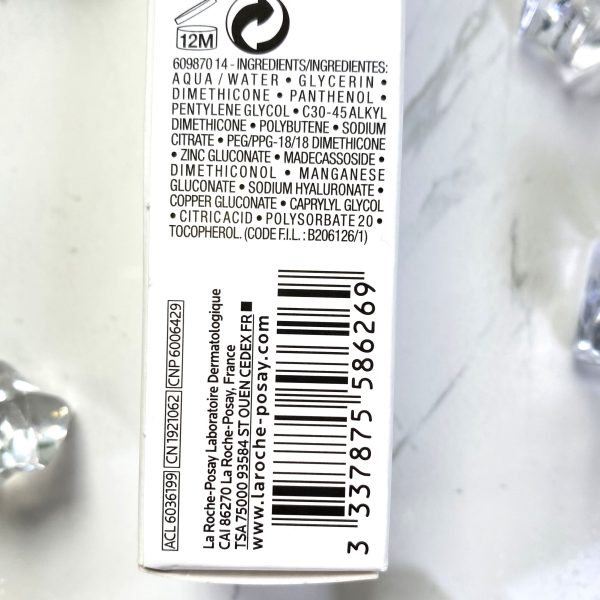 12M
609870 14 - INGREDIENTS/INGREDIENTES:
AQUA / WATER • GLYCERIN •
DIMETHICONE • PANTHENOL •
PENTYLENE GLYCOL • C30-45 ALKYL
DIMETHICONE • POLYBUTENE • SODIUM
CITRATE • PEG/PPG-18/18 DIMETHICONE
• ZINC GLUCONATE • MADECASSOSIDE •
DIMETHICONOL • MANGANESE
GLUCONATE • SODIUM HYALURONATE •
COPPER GLUCONATE • CAPRYLYL GLYCOL
• CITRIC ACID • POLYSORBATE 20 •
TOCOPHEROL. (CODE F.I.L. : B206126/1)
ACL 6036199 CN 1921062 CNP 6006429
La Roche-Posay Laboratoire Dermatologique
CAI 86270 La Roche-Posay, France
TSA 75000 93584 ST OUEN CEDEX FR
www.laroche-posay.com
3 337875 586269